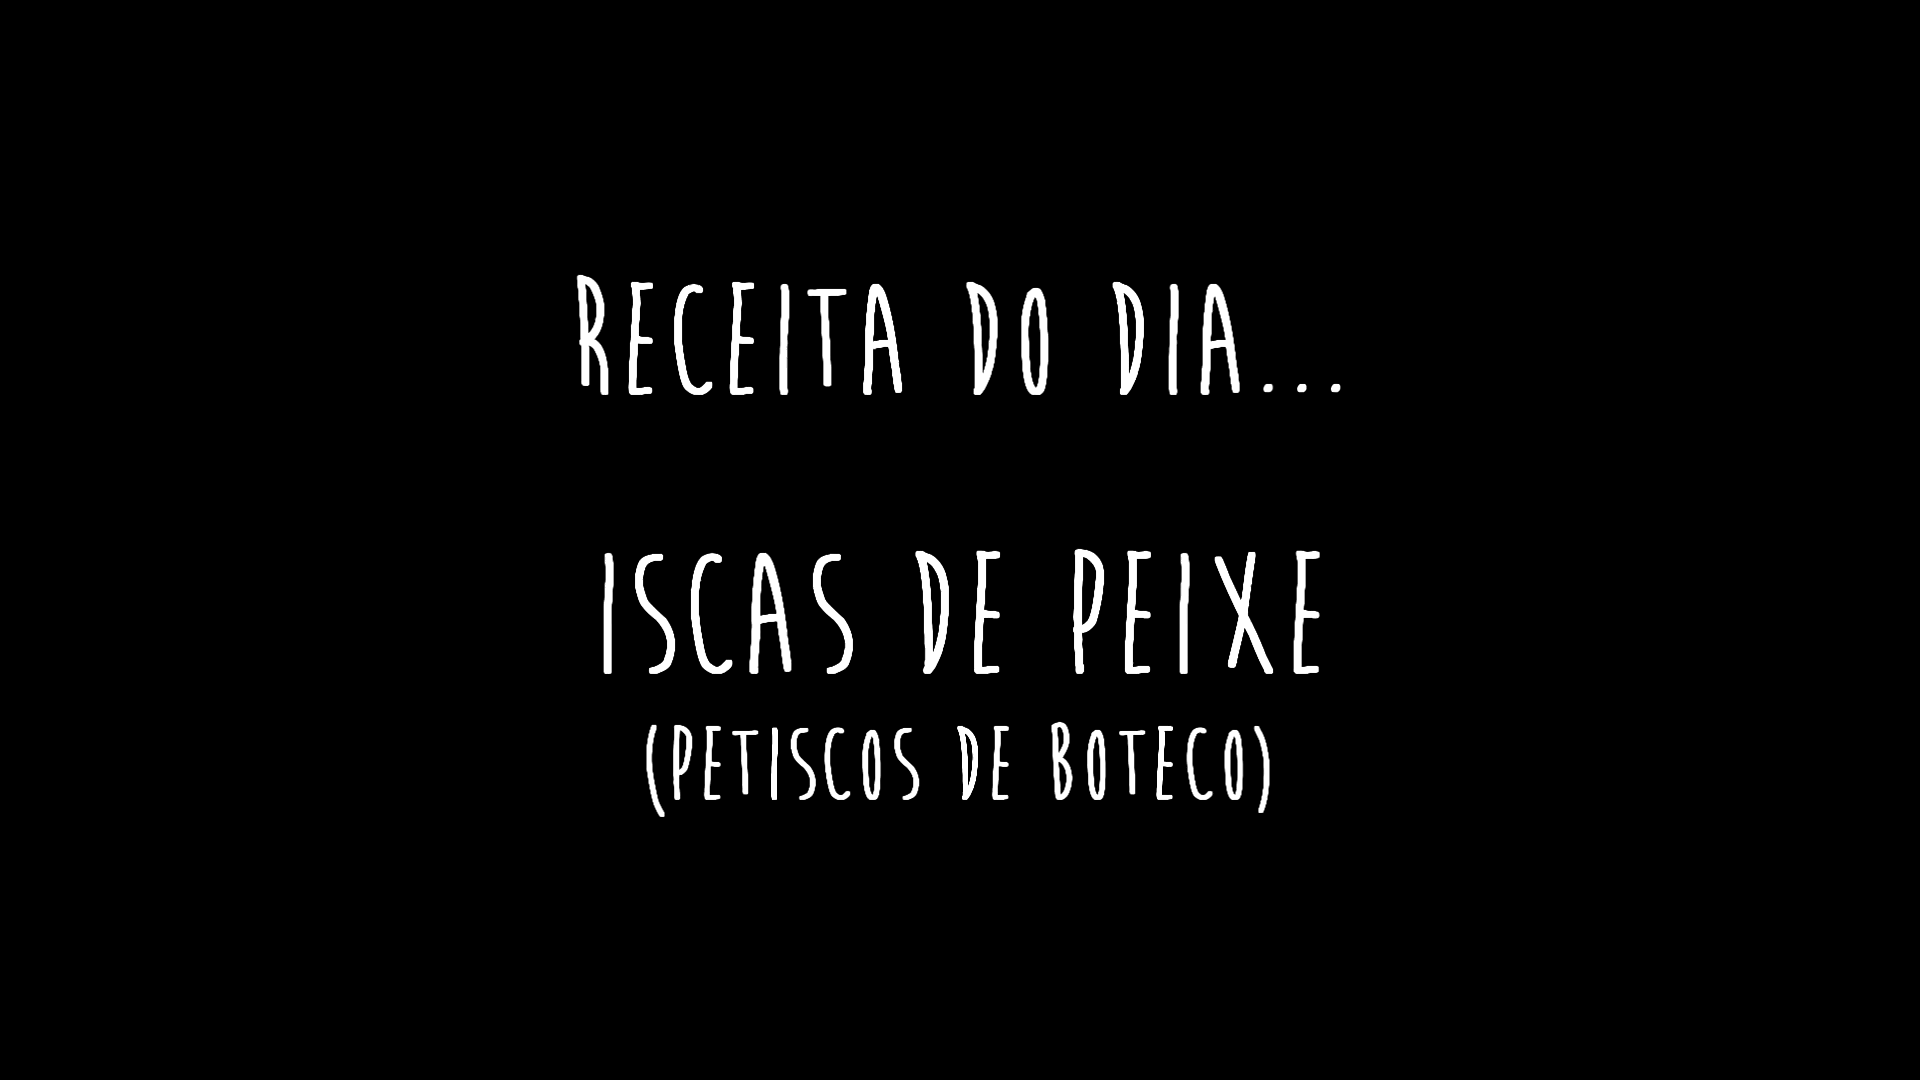 RECEITA DO DIA...
ISCAS DE PEIXE
(PETISCOS DE BOTECO)